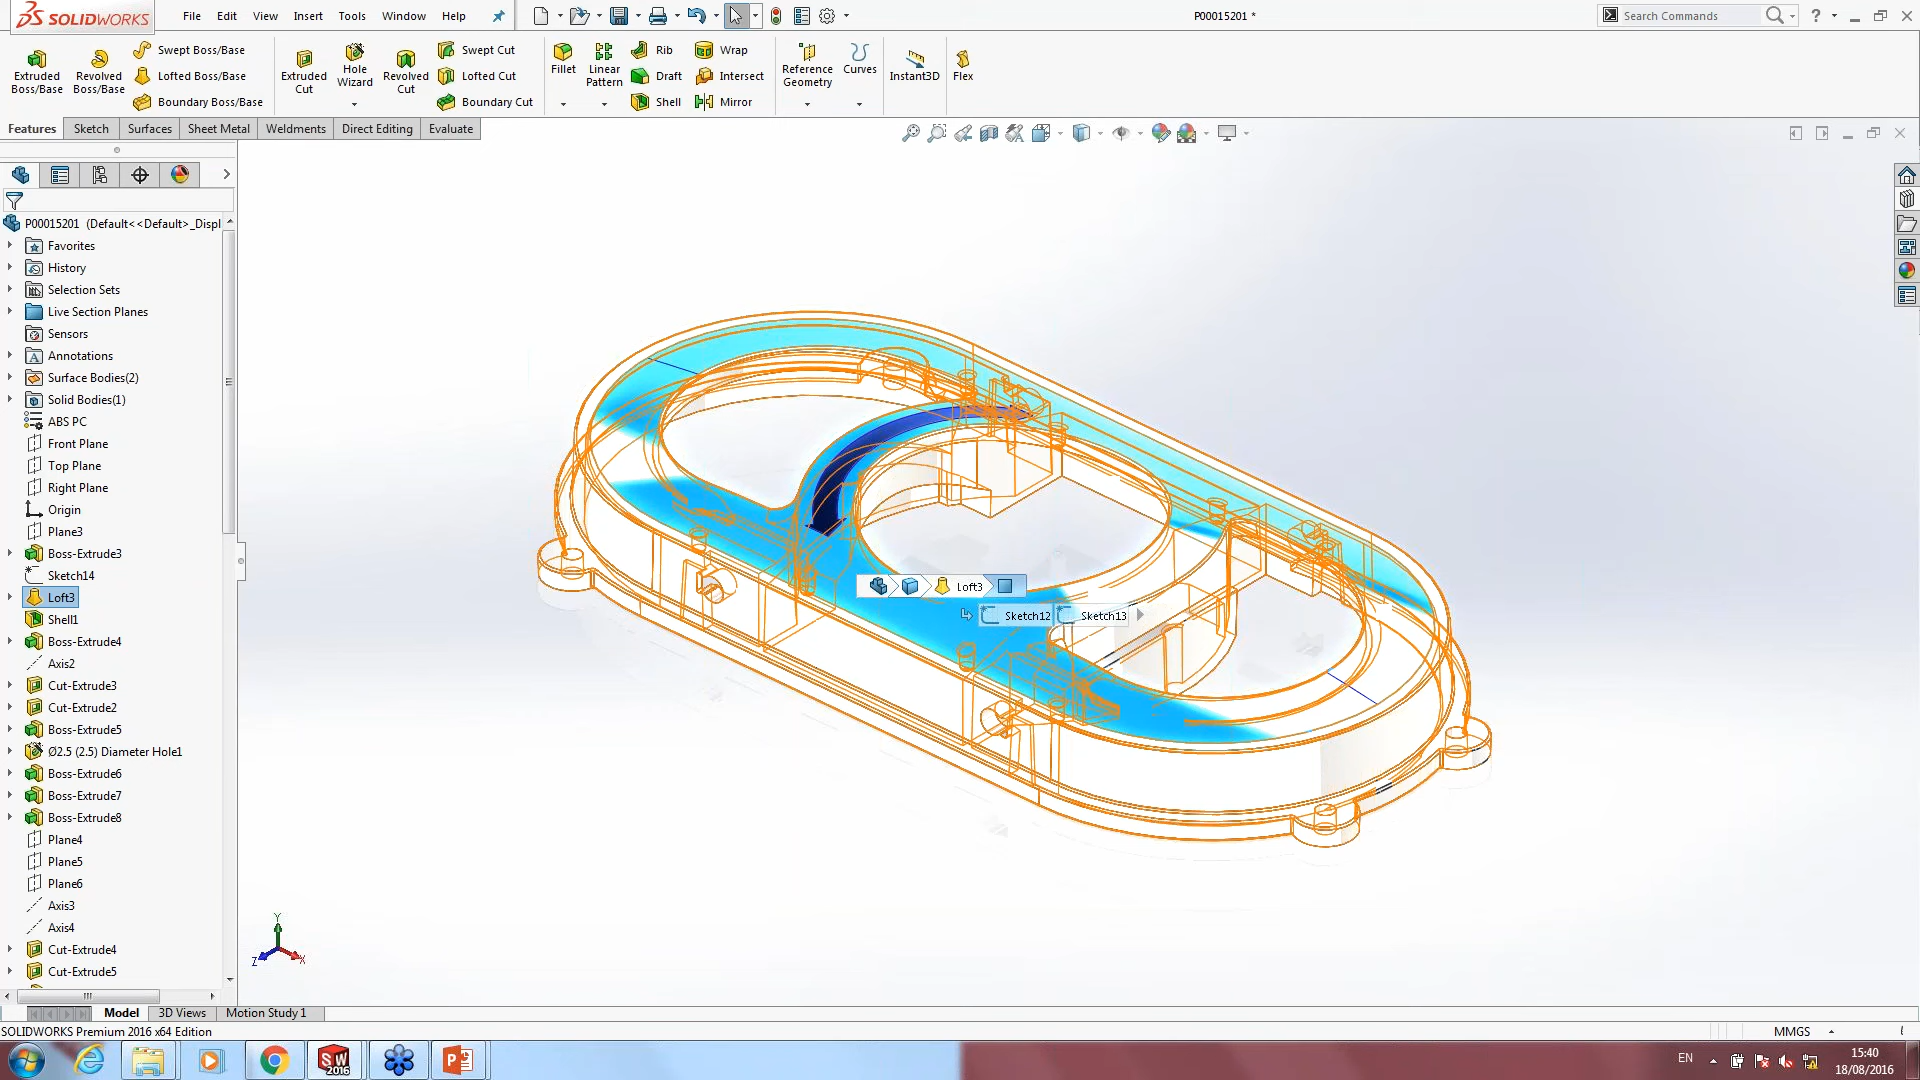 SOLIDWORKS
File Edit View Insert Tools Window Help
P00015201 *
Search Commands
Extruded Boss/Base
Revolved Boss/Base
Swept Boss/Base
Lofted Boss/Base
Boundary Boss/Base
Extruded Cut
Hole Wizard
Revolved Cut
Swept Cut
Lofted Cut
Boundary Cut
Fillet
Linear Pattern
Rib
Draft
Shell
Wrap
Intersect
Mirror
Reference Geometry
Curves
Instant3D
Flex
Features Sketch Surfaces Sheet Metal Weldments Direct Editing Evaluate
P00015201 (Default<<Default>_Displ
Favorites
History
Selection Sets
Live Section Planes
Sensors
Annotations
Surface Bodies(2)
Solid Bodies(1)
ABS PC
Front Plane
Top Plane
Right Plane
Origin
Plane3
Boss-Extrude3
Sketch14
Loft3
Shell1
Boss-Extrude4
Axis2
Cut-Extrude3
Cut-Extrude2
Boss-Extrude5
Ø2.5 (2.5) Diameter Hole1
Boss-Extrude6
Boss-Extrude7
Boss-Extrude8
Plane4
Plane5
Plane6
Axis3
Axis4
Cut-Extrude4
Cut-Extrude5
Loft3
Sketch12 Sketch13
Y
Z X
Model 3D Views Motion Study 1
SOLIDWORKS Premium 2016 x64 Edition
MMGS
SW 2016
EN
15:40
18/08/2016